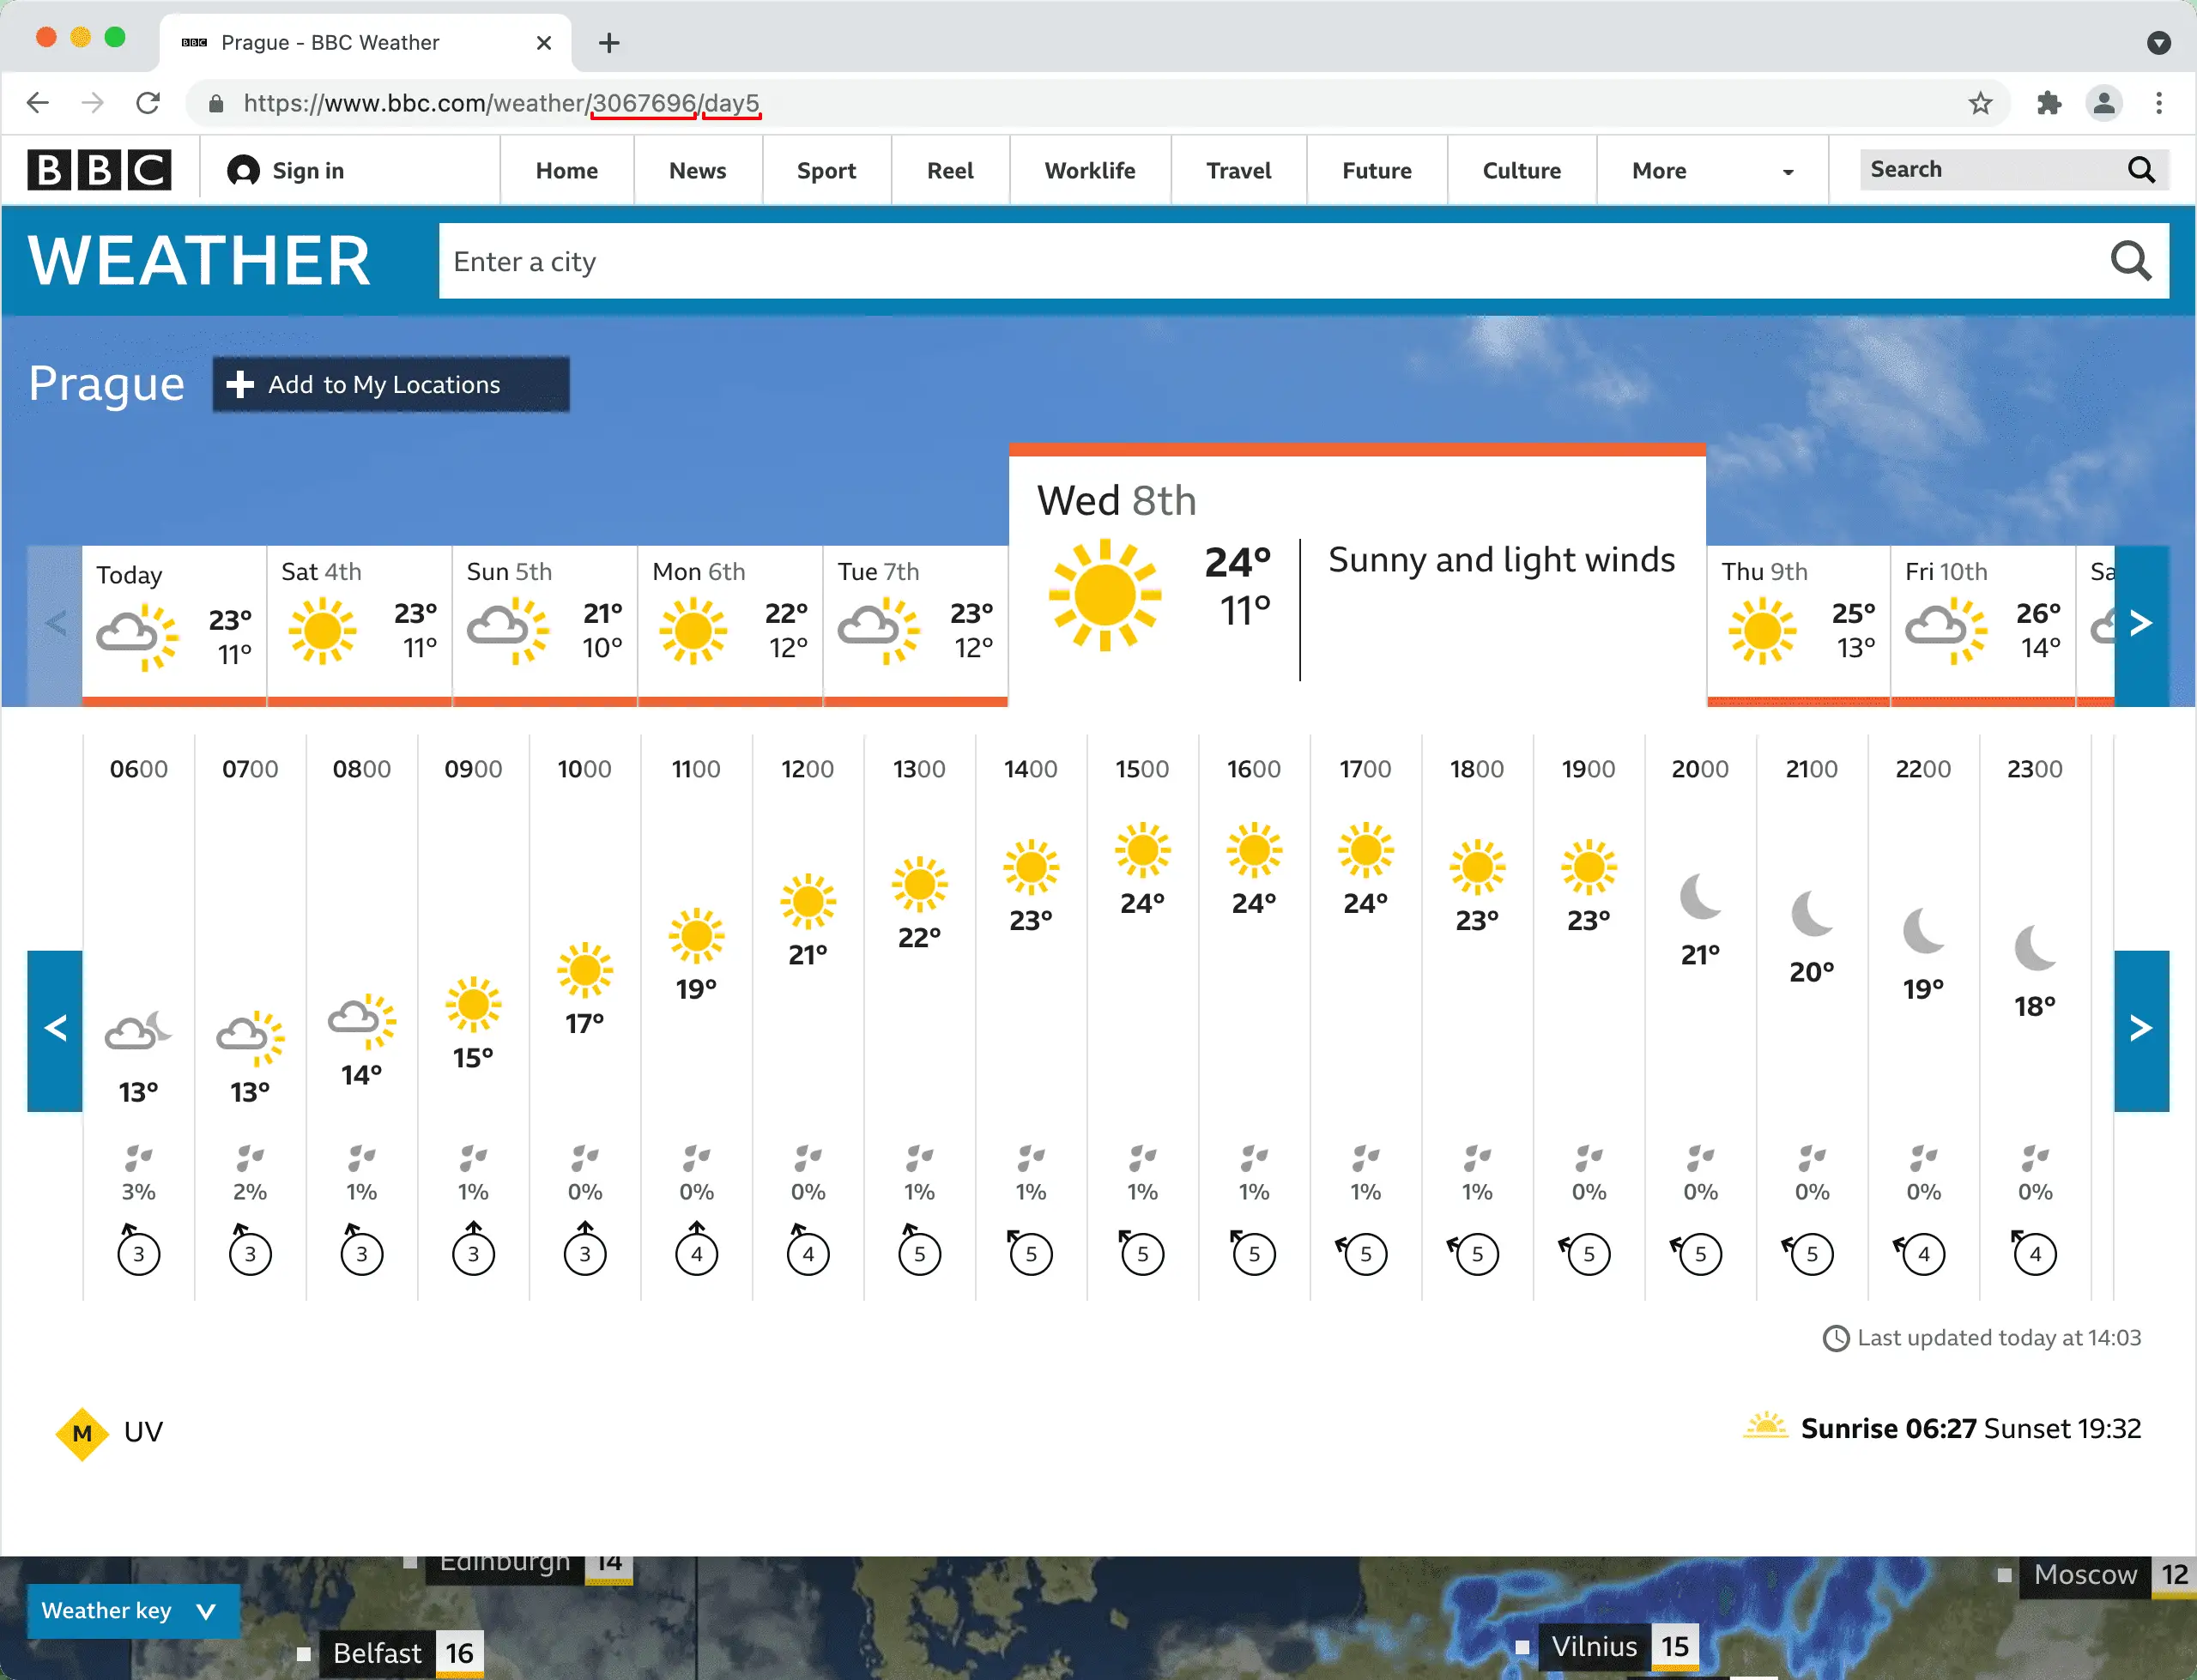 BBC Prague - BBC Weather
https://www.bbc.com/weather/3067696/day5
BBC Sign in Home News Sport Reel Worklife Travel Future Culture More Search
WEATHER Enter a city
Prague Add to My Locations
Today 23° 11°
Sat 4th 23° 11°
Sun 5th 21° 10°
Mon 6th 22° 12°
Tue 7th 23° 12°
Wed 8th
24° 11° Sunny and light winds
Thu 9th 25° 13°
Fri 10th 26° 14°
Sa
0600 0700 0800 0900 1000 1100 1200 1300 1400 1500 1600 1700 1800 1900 2000 2100 2200 2300
13° 13° 14° 15° 17° 19° 21° 22° 23° 24° 24° 24° 23° 23° 21° 20° 19° 18°
3% 2% 1% 1% 0% 0% 0% 1% 1% 1% 1% 1% 1% 0% 0% 0% 0% 0%
3 3 3 3 3 4 4 5 5 5 5 5 5 5 5 5 4 4
Last updated today at 14:03
M UV
Sunrise 06:27 Sunset 19:32
Edinburgh 14
Moscow 12
Weather key
Belfast 16
Vilnius 15